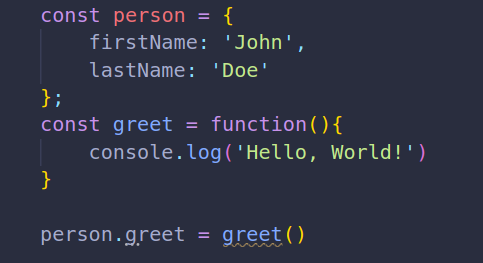 const person = {
    firstName: 'John',
    lastName: 'Doe'
};
const greet = function(){
    console.log('Hello, World!')
}

person.greet = greet()